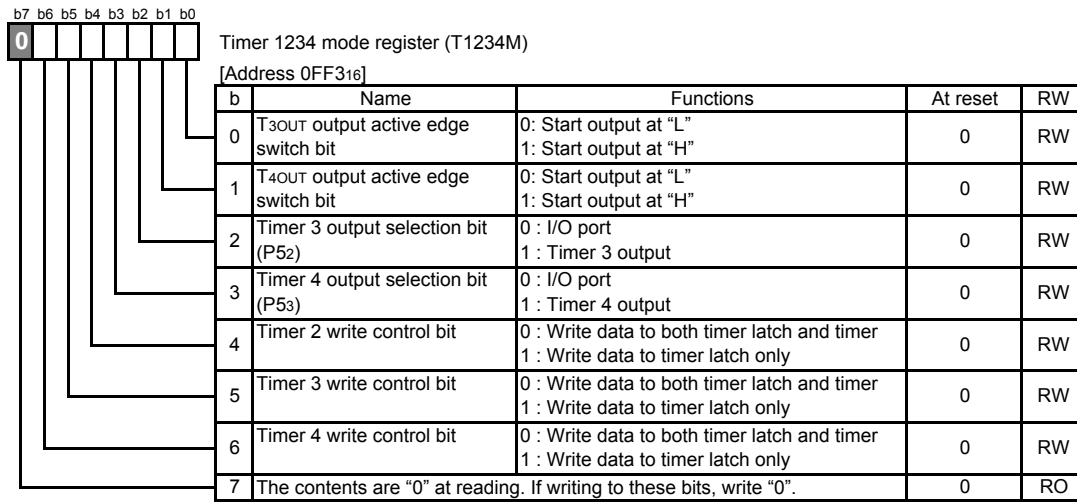 b7 b6 b5 b4 b3 b2 b1 b0
0
Timer 1234 mode register (T1234M)
[Address 0FF316]
b Name Functions At reset RW
0 T3OUT output active edge switch bit 0: Start output at “L” 0 RW
1: Start output at “H”
1 T4OUT output active edge switch bit 0: Start output at “L” 0 RW
1: Start output at “H”
2 Timer 3 output selection bit (P52) 0 : I/O port 0 RW
1 : Timer 3 output
3 Timer 4 output selection bit (P53) 0 : I/O port 0 RW
1 : Timer 4 output
4 Timer 2 write control bit 0 : Write data to both timer latch and timer 0 RW
1 : Write data to timer latch only
5 Timer 3 write control bit 0 : Write data to both timer latch and timer 0 RW
1 : Write data to timer latch only
6 Timer 4 write control bit 0 : Write data to both timer latch and timer 0 RW
1 : Write data to timer latch only
7 The contents are “0” at reading. If writing to these bits, write “0”. 0 RO